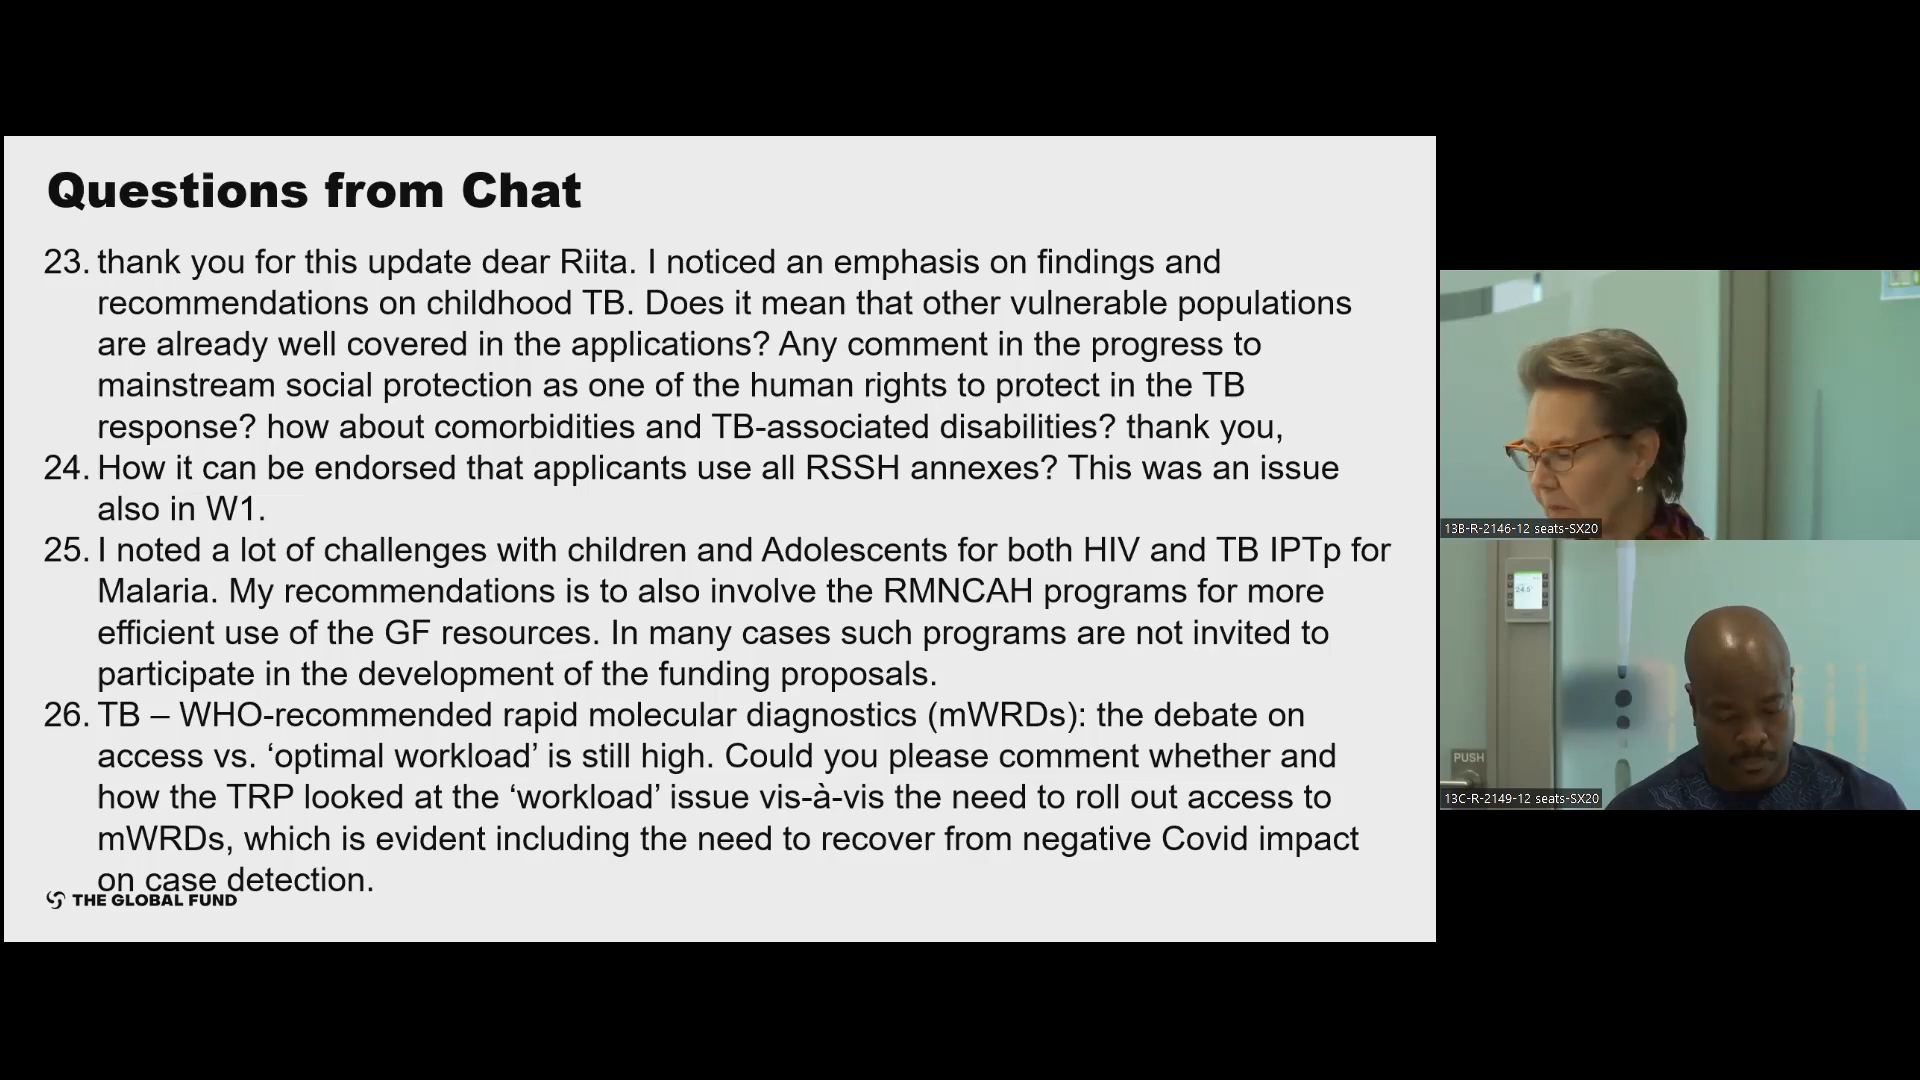 Questions from Chat
23. thank you for this update dear Riita. I noticed an emphasis on findings and
recommendations on childhood TB. Does it mean that other vulnerable populations
are already well covered in the applications? Any comment in the progress to
mainstream social protection as one of the human rights to protect in the TB
response? how about comorbidities and TB-associated disabilities? thank you,
24. How it can be endorsed that applicants use all RSSH annexes? This was an issue
also in W1.
25. I noted a lot of challenges with children and Adolescents for both HIV and TB IPTp for
Malaria. My recommendations is to also involve the RMNCAH programs for more
efficient use of the GF resources. In many cases such programs are not invited to
participate in the development of the funding proposals.
26. TB – WHO-recommended rapid molecular diagnostics (mWRDs): the debate on
access vs. ‘optimal workload’ is still high. Could you please comment whether and
how the TRP looked at the ‘workload’ issue vis-à-vis the need to roll out access to
mWRDs, which is evident including the need to recover from negative Covid impact
on case detection.
THE GLOBAL FUND
13B-R-2146-12 seats-SX20
PUSH
13C-R-2149-12 seats-SX20